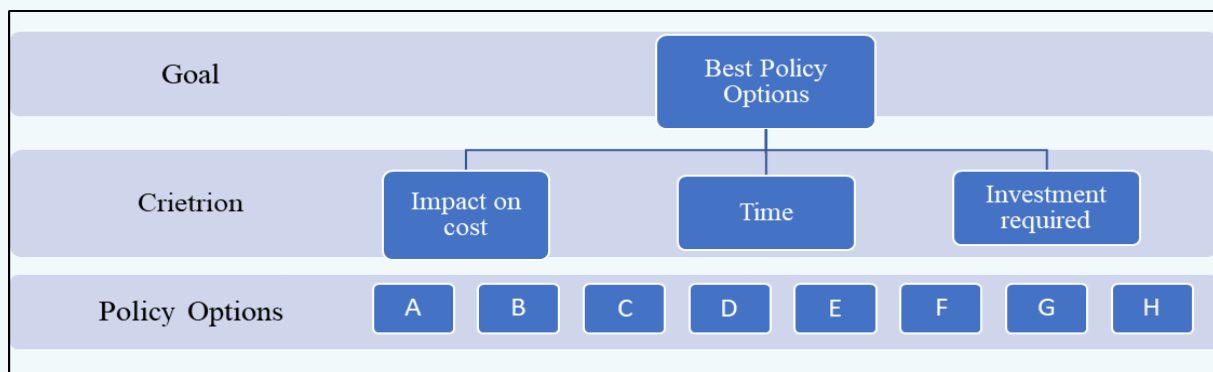 Goal
Best Policy
Options
Crietrion
Impact on
cost
Time
Investment
required
Policy Options
A
B
C
D
E
F
G
H